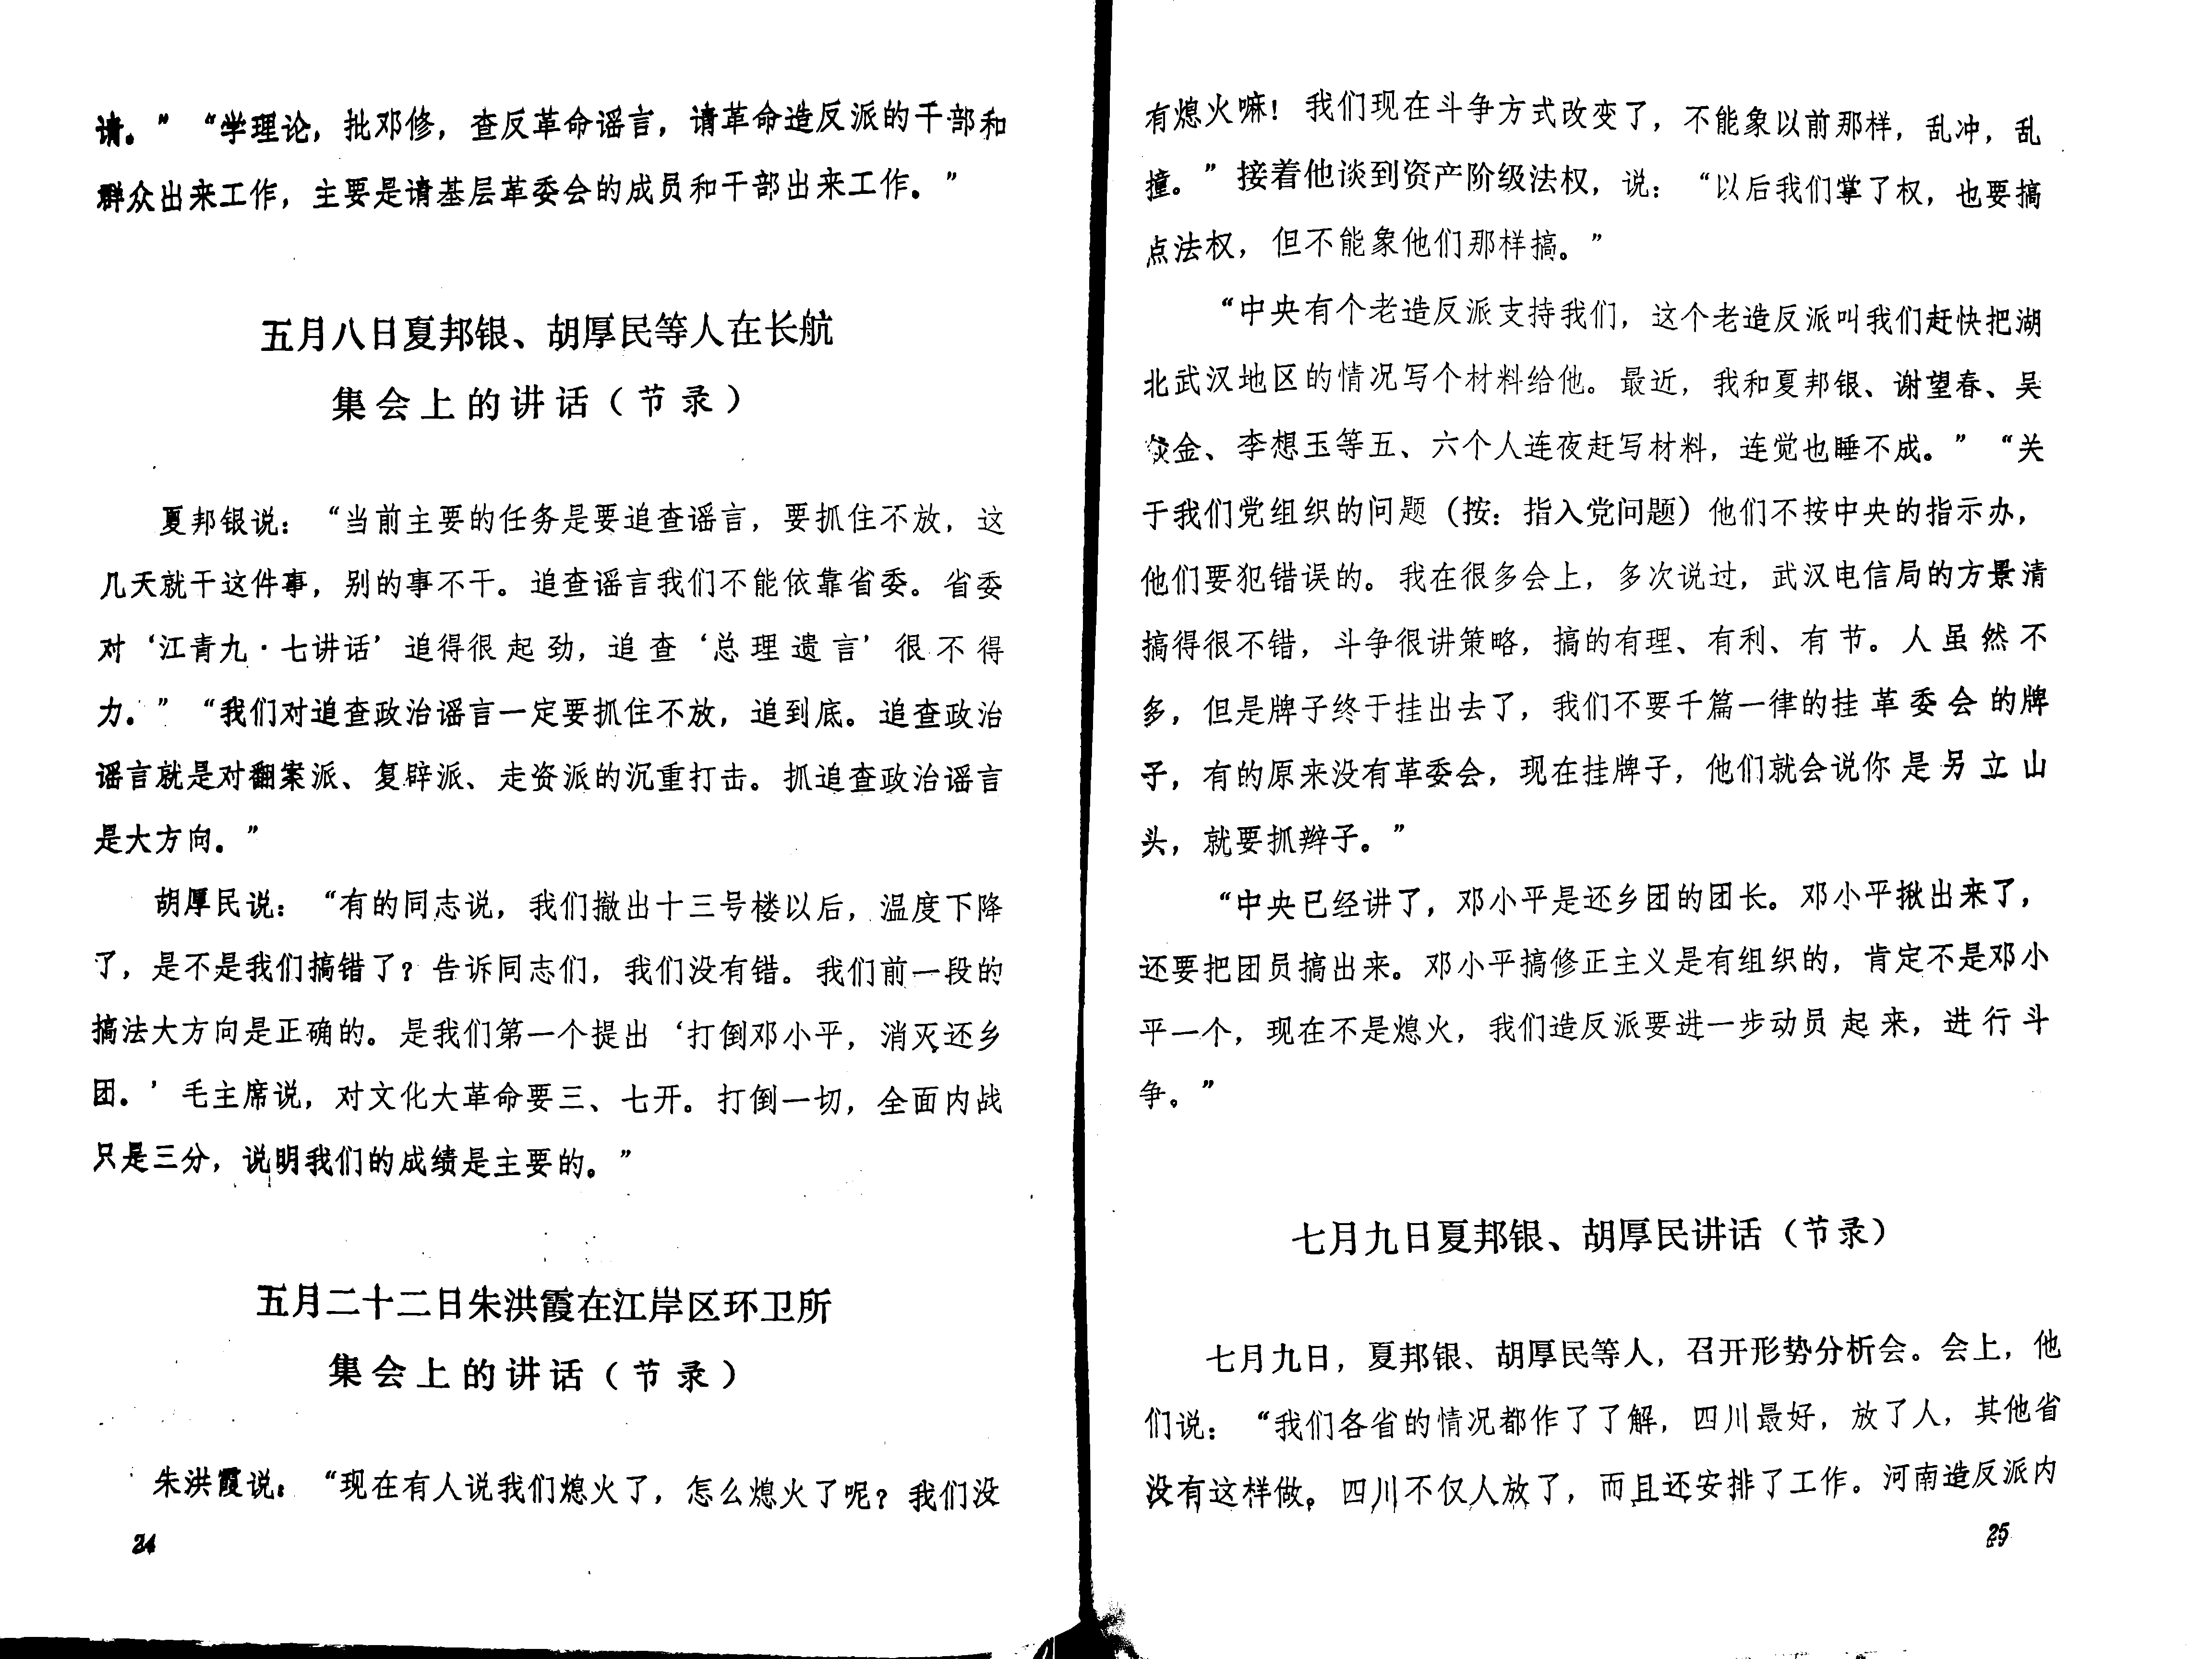 请。”“学理论，批邓修，查反革命谣言，请革命造反派的干部和
群众出来工作，主要是请基层革委会的成员和干部出来工作。”
五月八日夏邦银、胡厚民等人在长航
集会上的讲话（节录）
夏邦银说：“当前主要的任务是要追查谣言，要抓住不放，这
几天就干这件事，别的事不干。追查谣言我们不能依靠省委。省委
对‘江青九·七讲话’追得很起劲，追查‘总理遗言’很不得
力。”“我们对追查政治谣言一定要抓住不放，追到底。追查政治
谣言就是对翻案派、复辟派、走资派的沉重打击。抓追查政治谣言
是大方向。”
胡厚民说：“有的同志说，我们撤出十三号楼以后，温度下降
了，是不是我们搞错了？告诉同志们，我们没有错。我们前一段的
搞法大方向是正确的。是我们第一个提出‘打倒邓小平，消灭还乡
团。’毛主席说，对文化大革命要三、七开。打倒一切，全面内战
只是三分，说明我们的成绩是主要的。”
五月二十二日朱洪霞在江岸区环卫所
集会上的讲话（节录）
朱洪霞说：“现在有人说我们熄火了，怎么熄火了呢？我们没
24
有熄火嘛！我们现在斗争方式改变了，不能象以前那样，乱冲，乱
撞。”接着他谈到资产阶级法权，说：“以后我们掌了权，也要搞
点法权，但不能象他们那样搞。”
“中央有个老造反派支持我们，这个老造反派叫我们赶快把湖
北武汉地区的情况写个材料给他。最近，我和夏邦银、谢望春、吴
金、李想玉等五、六个人连夜赶写材料，连觉也睡不成。”“关
于我们党组织的问题（按：指入党问题）他们不按中央的指示办，
他们要犯错误的。我在很多会上，多次说过，武汉电信局的方景清
搞得很不错，斗争很讲策略，搞的有理、有利、有节。人虽然不
多，但是牌子终于挂出去了，我们不要千篇一律的挂革委会的牌
子，有的原来没有革委会，现在挂牌子，他们就会说你是另立山
头，就要抓辫子。”
“中央已经讲了，邓小平是还乡团的团长。邓小平揪出来了，
还要把团员搞出来。邓小平搞修正主义是有组织的，肯定不是邓小
平一个，现在不是熄火，我们造反派要进一步动员起来，进行斗
争。”
七月九日夏邦银、胡厚民讲话（节录）
七月九日，夏邦银、胡厚民等人，召开形势分析会。会上，他
们说：“我们各省的情况都作了了解，四川最好，放了人，其他省
没有这样做。四川不仅人放了，而且还安排了工作。河南造反派内
25